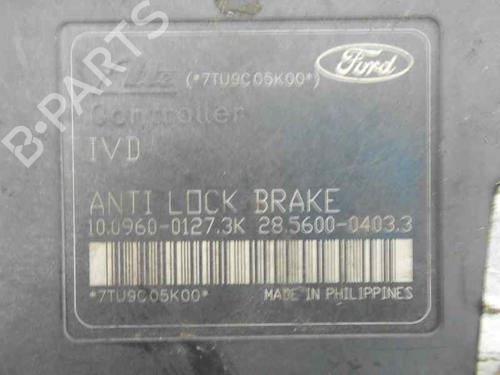 Ate (*7TU9C05K00*) Ford
Controller
IVD
ANTI LOCK BRAKE
10.0960-0127.3K 28.5600-0403.3
*7TU9C05K00* MADE IN PHILIPPINES
B-PARTS